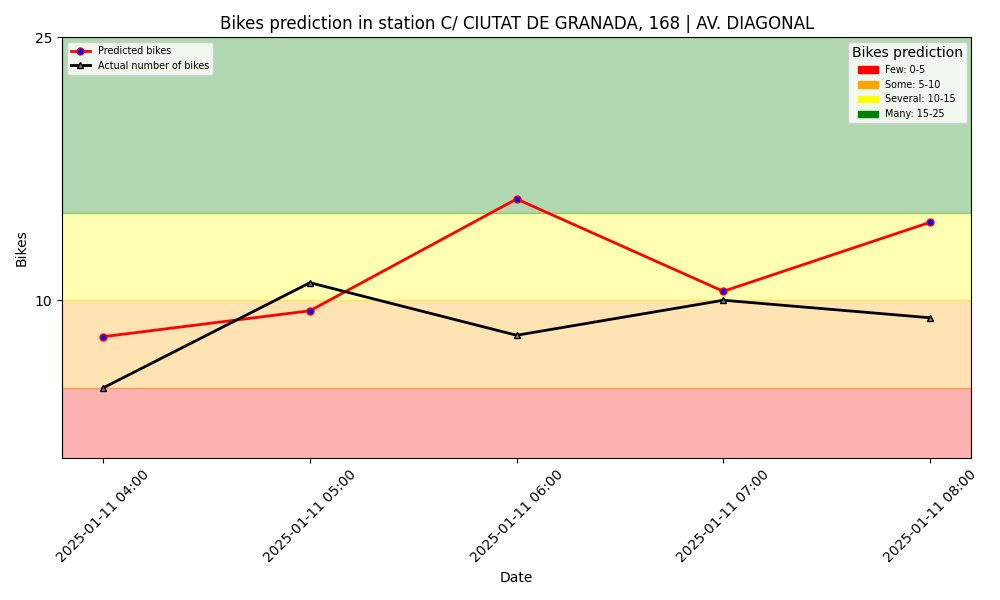 Bikes prediction in station C/ CIUTAT DE GRANADA, 168 | AV. DIAGONAL
25
Predicted bikes
Actual number of bikes
Bikes prediction
Few: 0-5
Some: 5-10
Several: 10-15
Many: 15-25
Bikes
10
2025-01-11 04:00
2025-01-11 05:00
2025-01-11 06:00
2025-01-11 07:00
2025-01-11 08:00
Date